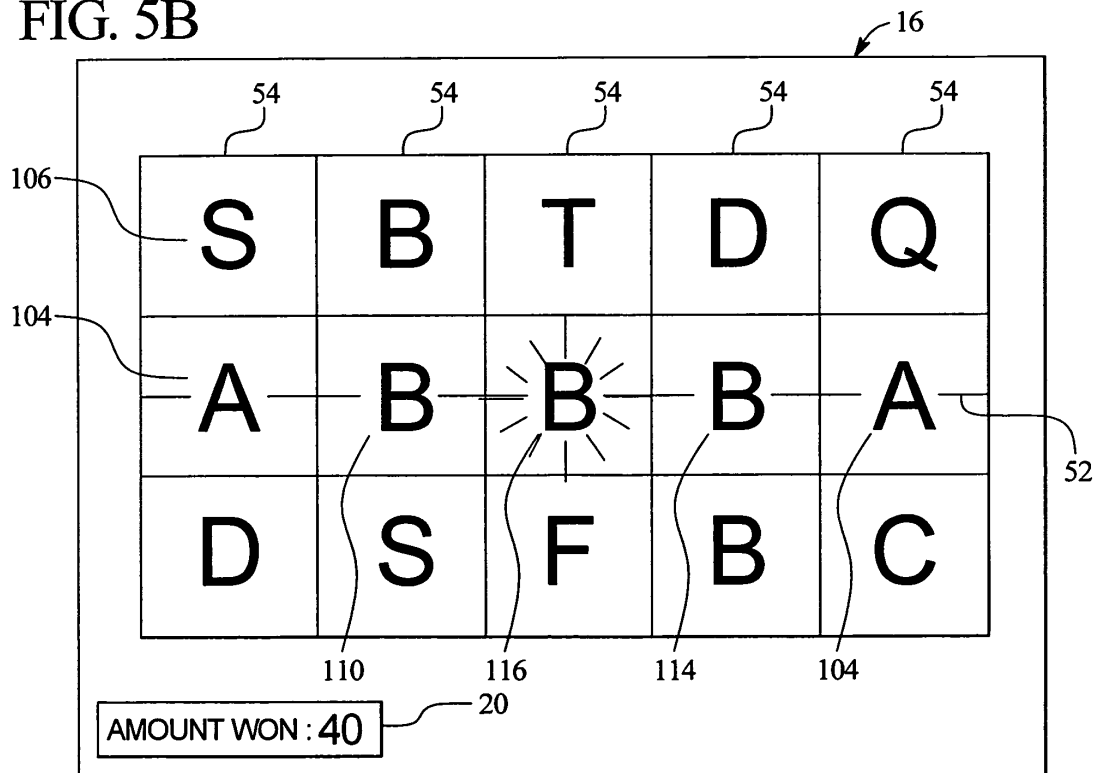 FIG. 5B
16
54 54 54 54 54
106
S B T D Q
104
A B B B A
52
D S F B C
110 116 114 104
20
AMOUNT WON : 40